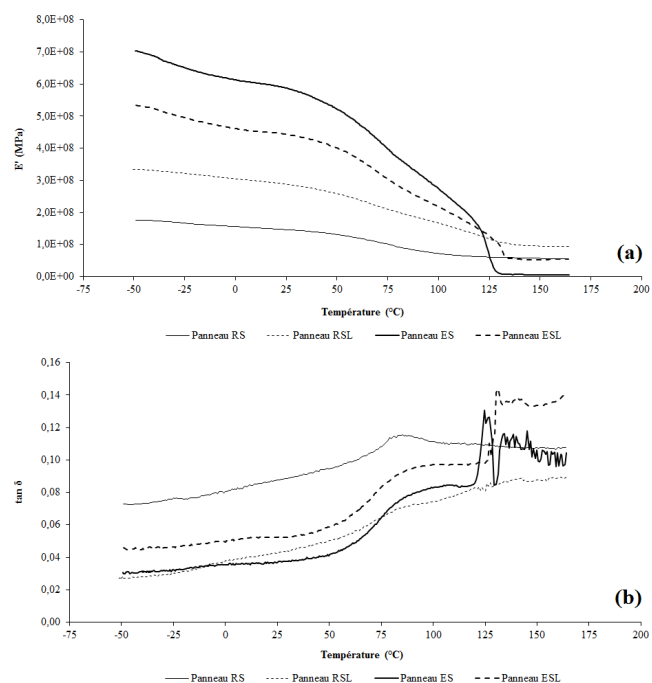 8,0E+08
7,0E+08
6,0E+08
5,0E+08
4,0E+08
3,0E+08
2,0E+08
1,0E+08
0,0E+00
E' (MPa)
-75 -50 -25 0 25 50 75 100 125 150 175 200
(a)
Température (°C)
Panneau RS Panneau RSL Panneau ES Panneau ESL
0,16
0,14
0,12
0,10
0,08
0,06
0,04
0,02
0,00
tan δ
-75 -50 -25 0 25 50 75 100 125 150 175 200
(b)
Température (°C)
Panneau RS Panneau RSL Panneau ES Panneau ESL